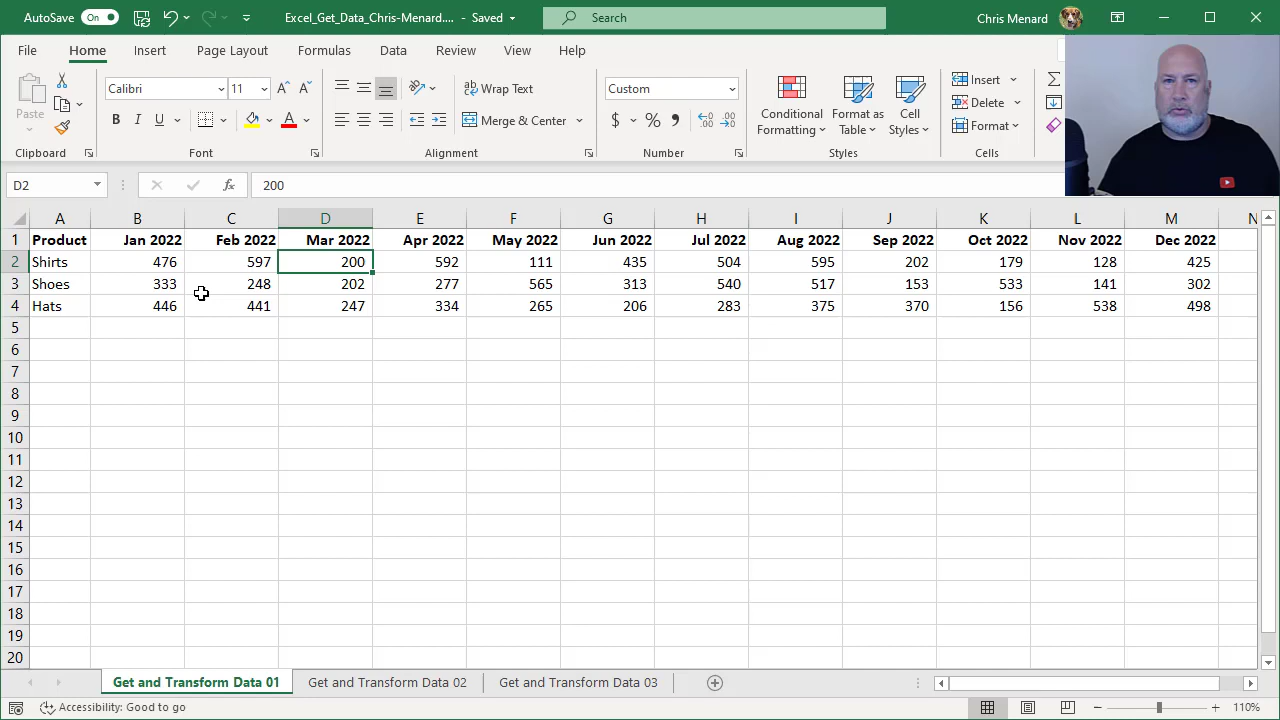 AutoSave On Excel_Get_Data_Chris-Menard.... - Saved Search Chris Menard
File Home Insert Page Layout Formulas Data Review View Help
Paste Calibri 11 Wrap Text Custom Conditional Formatting Format as Table Cell Styles Insert
B I U Merge & Center $ % Delete
Format
Clipboard Font Alignment Number Styles Cells
D2 fx 200
A B C D E F G H I J K L M N
1 Product Jan 2022 Feb 2022 Mar 2022 Apr 2022 May 2022 Jun 2022 Jul 2022 Aug 2022 Sep 2022 Oct 2022 Nov 2022 Dec 2022
2 Shirts 476 597 200 592 111 435 504 595 202 179 128 425
3 Shoes 333 248 202 277 565 313 540 517 153 533 141 302
4 Hats 446 441 247 334 265 206 283 375 370 156 538 498
5
6
7
8
9
10
11
12
13
14
15
16
17
18
19
20
Get and Transform Data 01 Get and Transform Data 02 Get and Transform Data 03
Accessibility: Good to go 110%